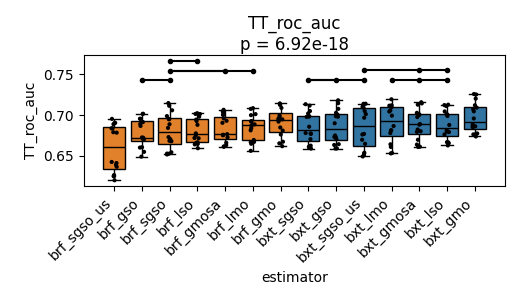 TT_roc_auc
p = 6.92e-18
TT_roc_auc
0.75
0.70
0.65
brf_sgso_us
brf_gso
brf_sgso
brf_lso
brf_gmosa
brf_lmo
brf_gmo
bxt_sgso
bxt_gso
bxt_sgso_us
bxt_lmo
bxt_gmosa
bxt_lso
bxt_gmo
estimator